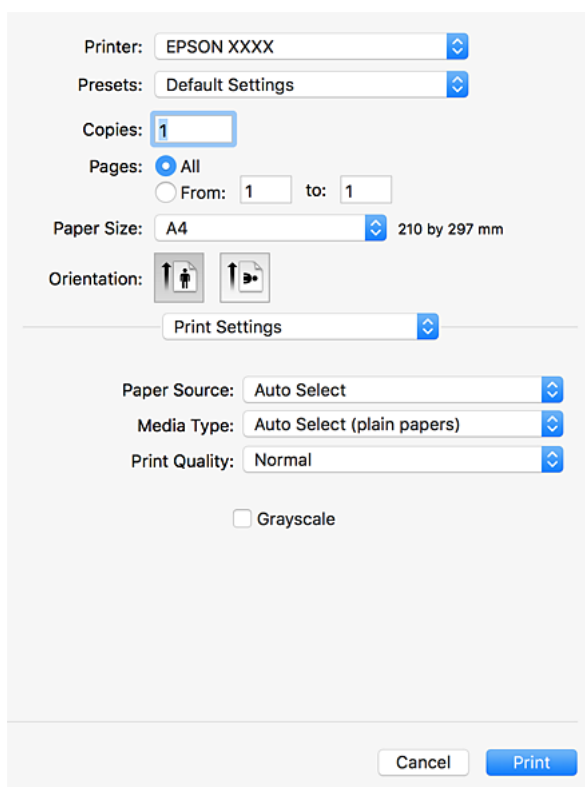 Printer: EPSON XXXX
Presets: Default Settings
Copies: 1
Pages: All
From: 1 to: 1
Paper Size: A4 210 by 297 mm
Orientation:
Print Settings
Paper Source: Auto Select
Media Type: Auto Select (plain papers)
Print Quality: Normal
Grayscale
Cancel Print